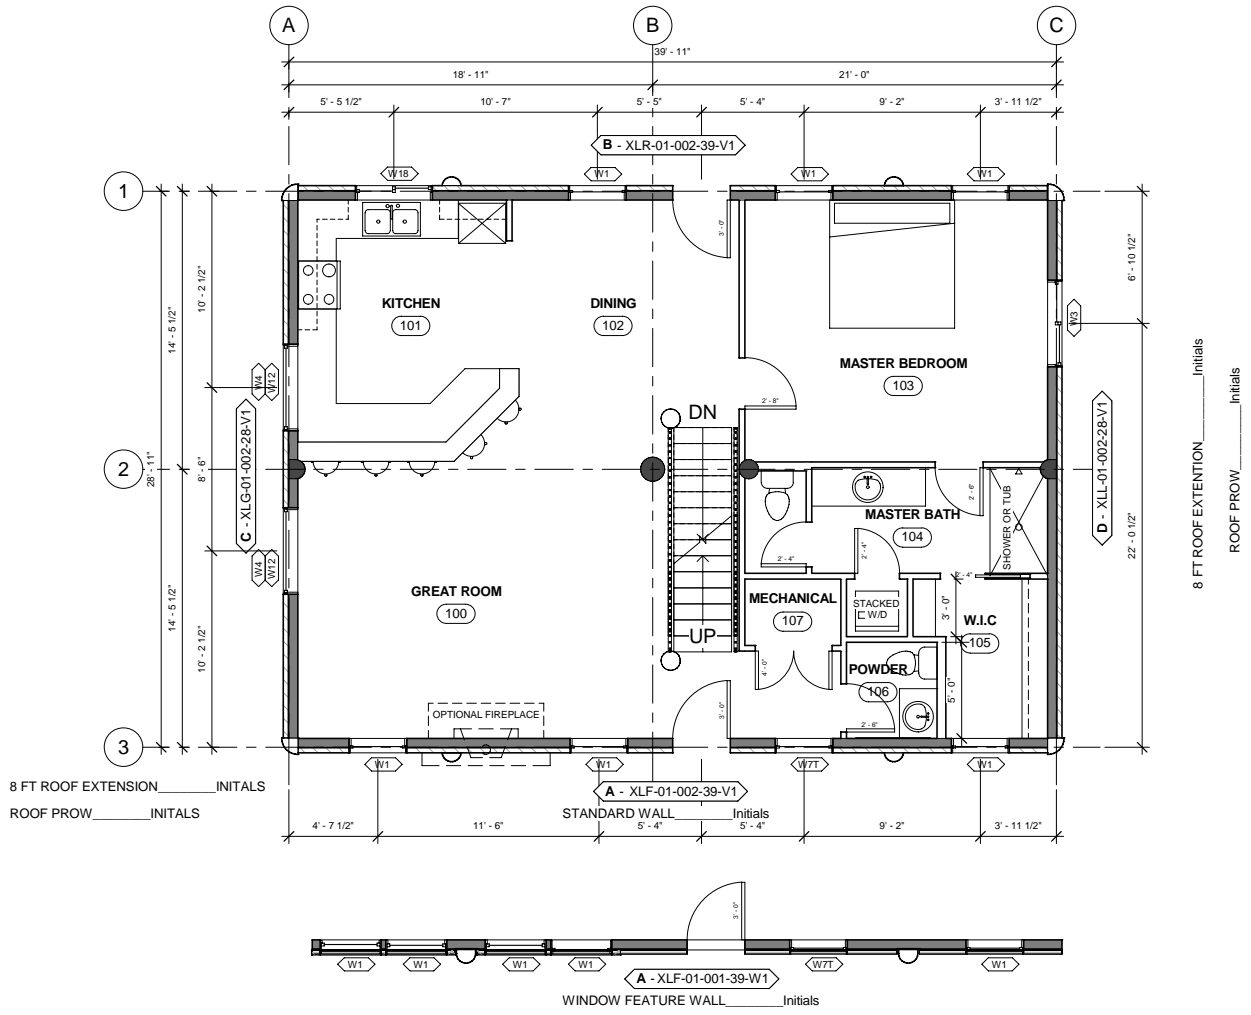 A B C
39' - 11"
18' - 11" 21' - 0"
5' - 5 1/2" 10' - 7" 5' - 5" 5' - 4" 9' - 2" 3' - 11 1/2"
B - XLR-01-002-39-V1
W18 W1 W1 W1
1
3' - 0"
10' - 2 1/2"
14' - 5 1/2"
6' - 10 1/2"
KITCHEN
101
DINING
102
W3
MASTER BEDROOM
103
2' - 8"
W4 W12
DN
C - XLG-01-002-28-V1
28' - 11"
8' - 6"
2
D - XLL-01-002-28-V1
8 FT ROOF EXTENTION________Initials
ROOF PROW________Initials
2' - 6"
MASTER BATH
104
SHOWER OR TUB
22' - 0 1/2"
2' - 4"
2' - 4"
W4 W12
2' - 4"
GREAT ROOM
100
MECHANICAL
107
STACKED
W/D
3' - 0"
W.I.C
105
14' - 5 1/2"
10' - 2 1/2"
UP
4' - 0"
POWDER
106
5' - 0"
3' - 0"
2' - 6"
OPTIONAL FIREPLACE
3
W1 W1 W7T W1
8 FT ROOF EXTENSION________INITALS
A - XLF-01-002-39-V1
ROOF PROW________INITALS
STANDARD WALL________Initials
4' - 7 1/2" 11' - 6" 5' - 4" 5' - 4" 9' - 2" 3' - 11 1/2"
3' - 0"
W1 W1 W1 W1 W7T W1
A - XLF-01-001-39-W1
WINDOW FEATURE WALL________Initials